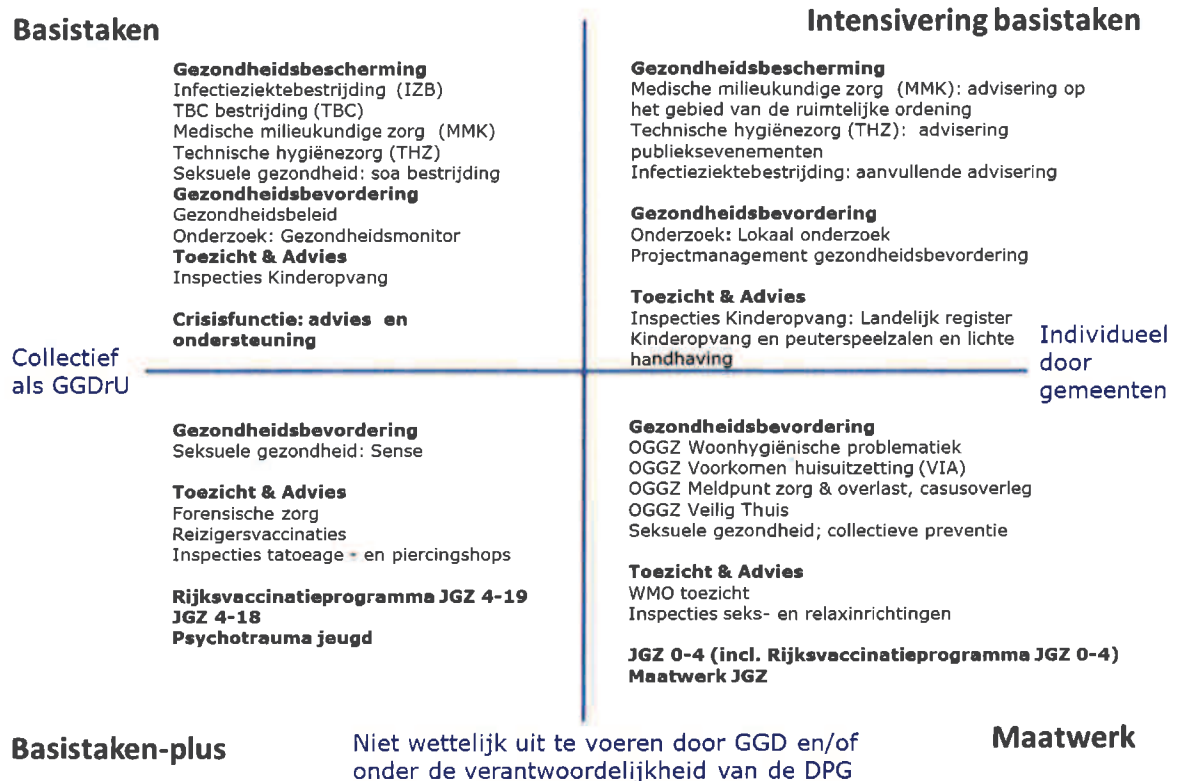 Basistaken
Gezondheidsbescherming
Infectieziektebestrijding (IZB)
TBC bestrijding (TBC)
Medische milieukundige zorg (MMK)
Technische hygiënezorg (THZ)
Seksuele gezondheid: soa bestrijding
Gezondheidsbevordering
Gezondheidsbeleid
Onderzoek: Gezondheidsmonitor
Toezicht & Advies
Inspecties Kinderopvang
Crisisfunctie: advies en
ondersteuning
Intensivering basistaken
Gezondheidsbescherming
Medische milieukundige zorg (MMK): advisering op
het gebied van de ruimtelijke ordening
Technische hygiënezorg (THZ): advisering
publieksevenementen
Infectieziektebestrijding: aanvullende advisering
Gezondheidsbevordering
Onderzoek: Lokaal onderzoek
Projectmanagement gezondheidsbevordering
Toezicht & Advies
Inspecties Kinderopvang: Landelijk register
Kinderopvang en peuterspeelzalen en lichte
handhaving
Collectief
als GGDrU
Individueel
door
gemeenten
Gezondheidsbevordering
Seksuele gezondheid: Sense
Toezicht & Advies
Forensische zorg
Reizigersvaccinaties
Inspecties tatoeage - en piercingshops
Rijksvaccinatieprogramma JGZ 4-19
JGZ 4-18
Psychotrauma jeugd
Basistaken-plus
Gezondheidsbevordering
OGGZ Woonhygiënische problematiek
OGGZ Voorkomen huisuitzetting (VIA)
OGGZ Meldpunt zorg & overlast, casusoverleg
OGGZ Veilig Thuis
Seksuele gezondheid; collectieve preventie
Toezicht & Advies
WMO toezicht
Inspecties seks- en relaxinrichtingen
JGZ 0-4 (incl. Rijksvaccinatieprogramma JGZ 0-4)
Maatwerk JGZ
Maatwerk
Niet wettelijk uit te voeren door GGD en/of
onder de verantwoordelijkheid van de DPG